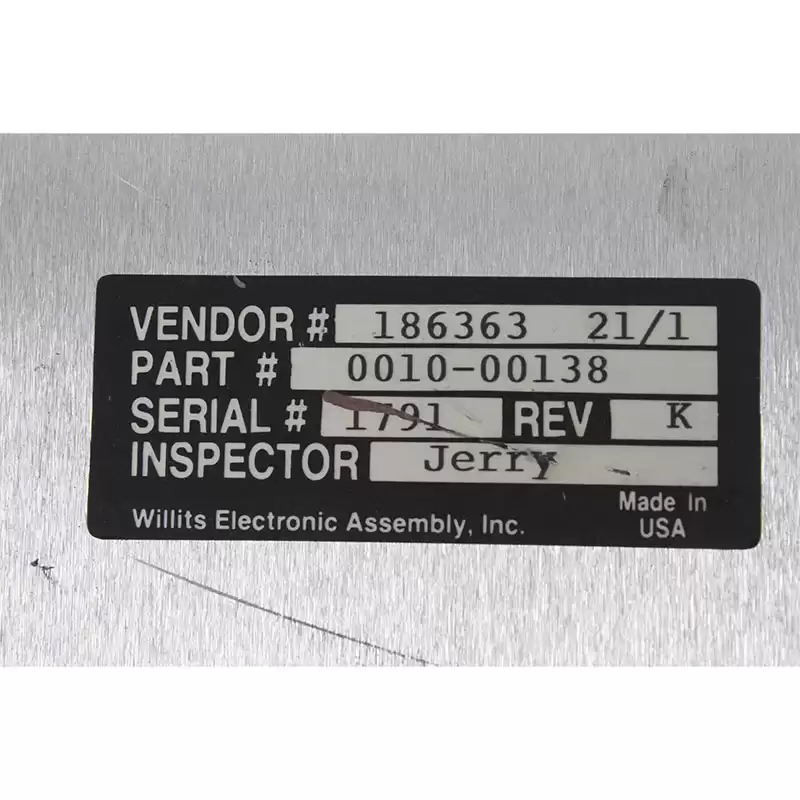 VENDOR # 186363 21/1
PART # 0010-00138
SERIAL # 1791 REV K
INSPECTOR Jerry
Willits Electronic Assembly, Inc. Made In
USA